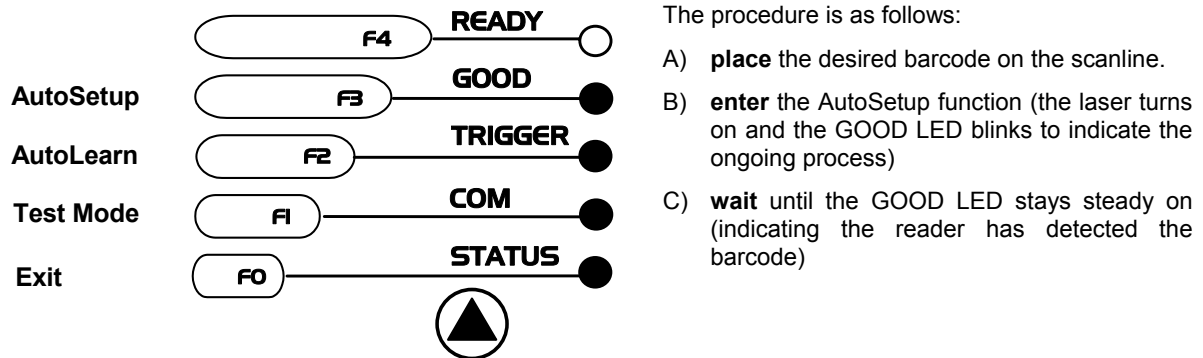 F4 READY
AutoSetup F3 GOOD
AutoLearn F2 TRIGGER
Test Mode F1 COM
Exit F0 STATUS
The procedure is as follows:
A) place the desired barcode on the scanline.
B) enter the AutoSetup function (the laser turns
on and the GOOD LED blinks to indicate the
ongoing process)
C) wait until the GOOD LED stays steady on
(indicating the reader has detected the
barcode)